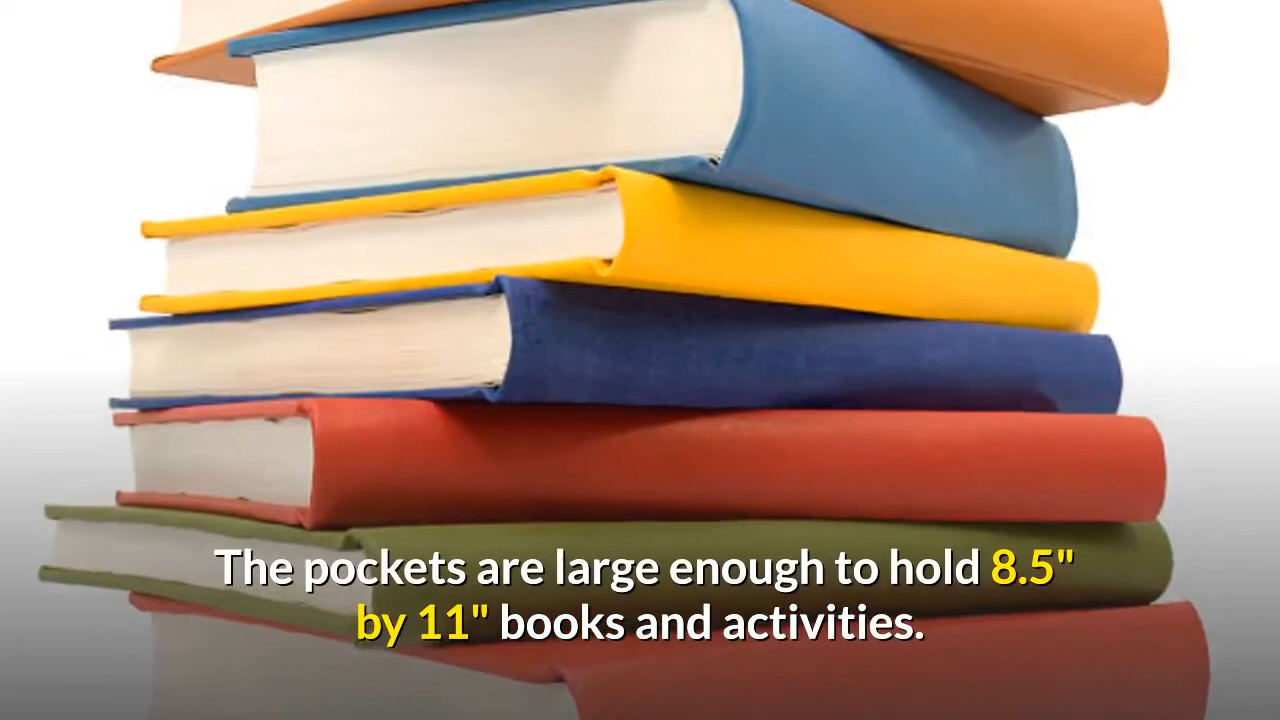 The pockets are large enough to hold 8.5"
by 11" books and activities.